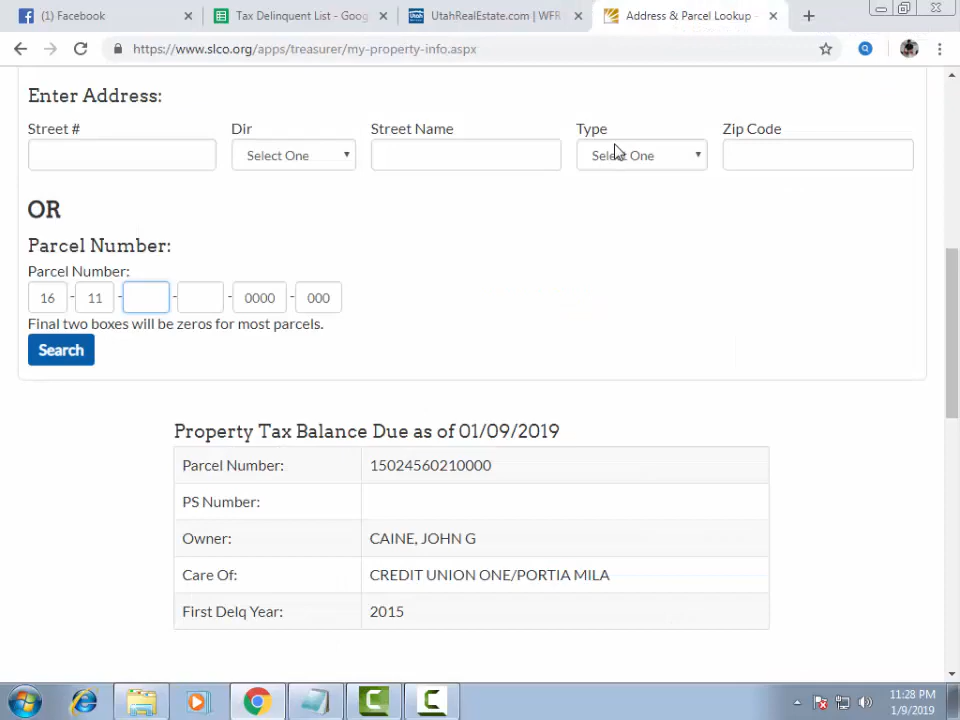 (1) Facebook
Tax Delinquent List - Goog
UtahRealEstate.com | WFR
Address & Parcel Lookup -
https://www.slco.org/apps/treasurer/my-property-info.aspx
Enter Address:
Street # Dir Street Name Type Zip Code
Select One Select One
OR
Parcel Number:
Parcel Number:
16 - 11 - - - 0000 - 000
Final two boxes will be zeros for most parcels.
Search
Property Tax Balance Due as of 01/09/2019
Parcel Number: 15024560210000
PS Number:
Owner: CAINE, JOHN G
Care Of: CREDIT UNION ONE/PORTIA MILA
First Delq Year: 2015
11:28 PM
1/9/2019